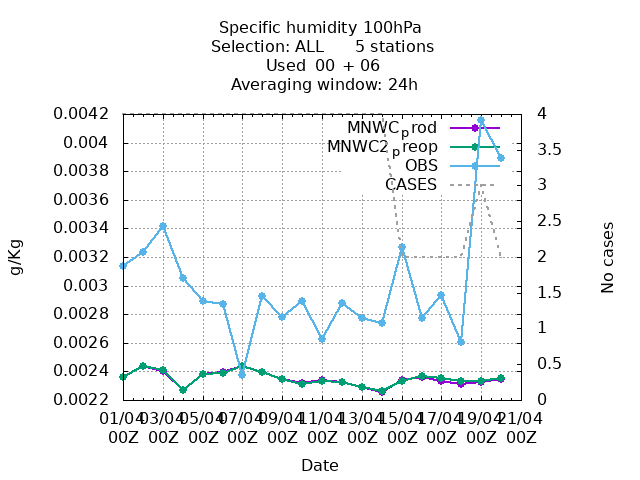 Specific humidity 100hPa
Selection: ALL 5 stations
Used 00 + 06
Averaging window: 24h
0.0042
0.004
0.0038
0.0036
0.0034
0.0032
0.003
0.0028
0.0026
0.0024
0.0022
g/Kg
MNWCprod
MNWC2preop
OBS
CASES
4
3.5
3
2.5
2
1.5
1
0.5
0
No cases
01/04 03/04 05/04 07/04 09/04 11/04 13/04 15/04 17/04 19/04 21/04
00Z 00Z 00Z 00Z 00Z 00Z 00Z 00Z 00Z 00Z 00Z
Date